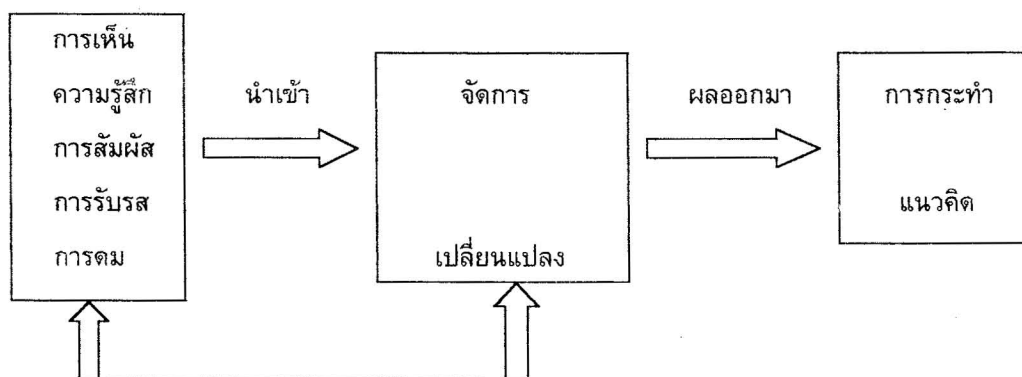 การเห็น
ความรู้สึก
การสัมผัส
การรับรส
การดม
นำเข้า
จัดการ
เปลี่ยนแปลง
ผลออกมา
การกระทำ
แนวคิด